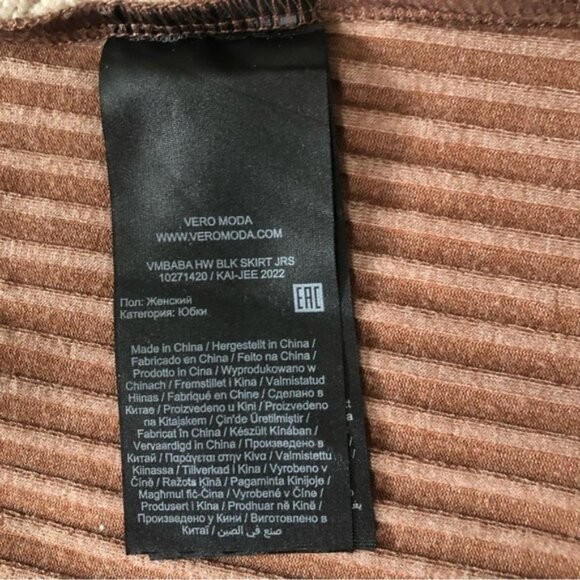 VERO MODA
WWW.VEROMODA.COM
VMBABA HW BLK SKIRT JRS
10271420 / KAI-JEE 2022
EAC
Пол: Женский
Категория: Юбки
Made in China / Hergestellt in China /
Fabricado en China / Feito na China /
Prodotto in Cina / Wyprodukowano w
Chinach / Fremstillet i Kina / Valmistatud
Hiinas / Fabriqué en Chine / Сделано в
Китае / Proizvedeno u Kini / Proizvedeno
na Kitajskem / Çin'de Üretilmiştir /
Fabricat în China / Készült Kínában /
Vervaardigd in China / Произведено в
Китай / Παράγεται στην Κίνα / Valmistettu
Kiinassa / Tillverkad i Kina / Vyrobeno v
Číně / Ražots Ķīnā / Pagaminta Kinijoje /
Magħmul fiċ-Ċina / Vyrobené v Číne /
Produsert i Kina / Prodhuar në Kinë /
Произведено у Кини / Виготовлено в
Китаї / صنع في الصين